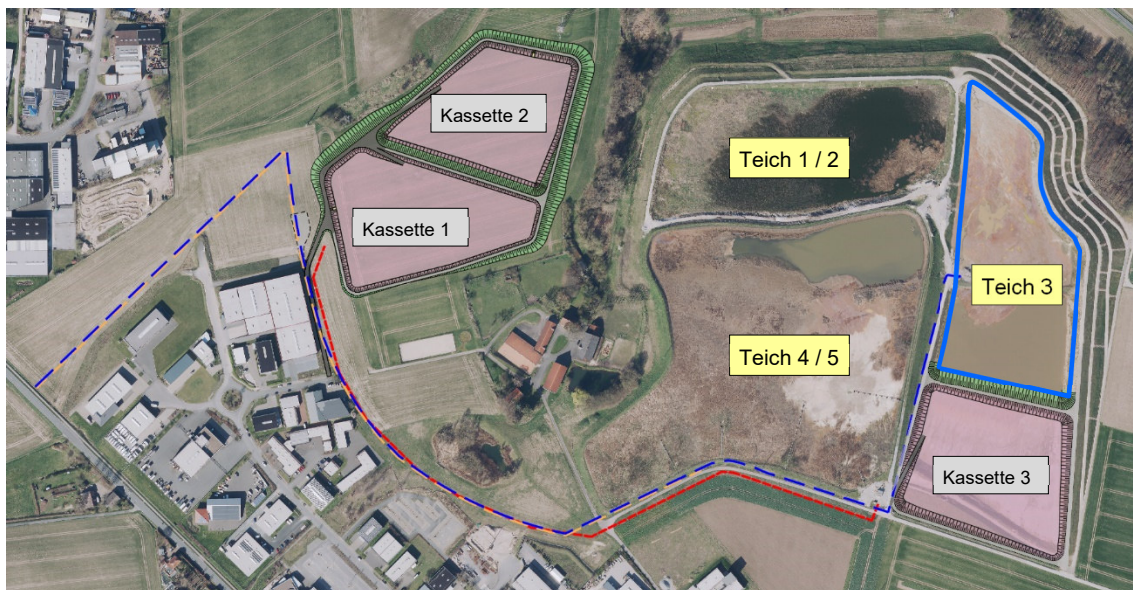 Kassette 2
Kassette 1
Teich 1 / 2
Teich 3
Teich 4 / 5
Kassette 3